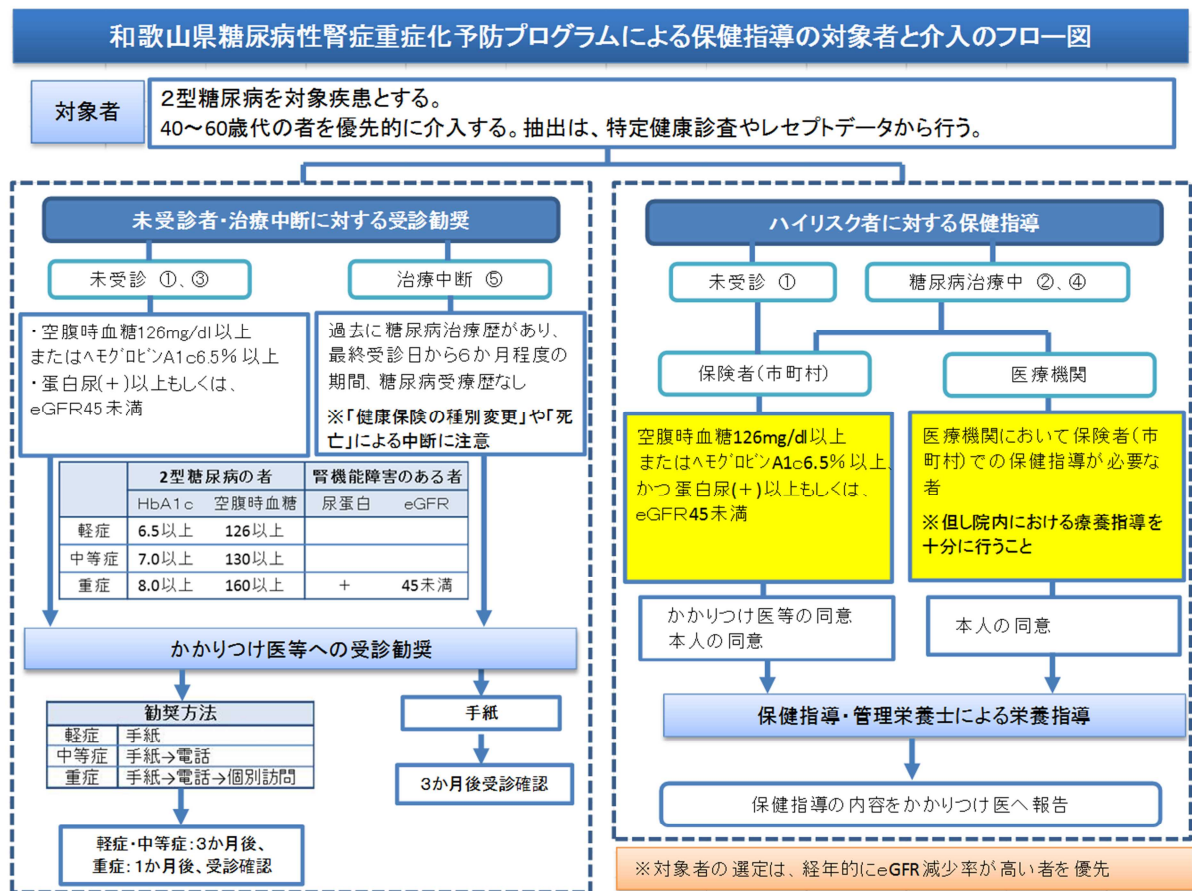 和歌山県糖尿病性腎症重症化予防プログラムによる保健指導の対象者と介入のフロー図
対象者
２型糖尿病を対象疾患とする。
40～60歳代の者を優先的に介入する。抽出は、特定健康診査やレセプトデータから行う。
未受診者・治療中断に対する受診勧奨
未受診 ①、③
治療中断 ⑤
・空腹時血糖126mg/dl以上
またはﾍﾓｸﾞﾛﾋﾞﾝA1c6.5％以上
・蛋白尿(＋)以上もしくは、
eGFR45未満
過去に糖尿病治療歴があり、
最終受診日から６か月程度の
期間、糖尿病受療歴なし
※「健康保険の種別変更」や「死
亡」による中断に注意
2型糖尿病の者 腎機能障害のある者
HbA1c 空腹時血糖 尿蛋白 eGFR
軽症 6.5以上 126以上
中等症 7.0以上 130以上
重症 8.0以上 160以上 ＋ 45未満
かかりつけ医等への受診勧奨
勧奨方法
軽症 手紙
中等症 手紙→電話
重症 手紙→電話→個別訪問
軽症・中等症：３か月後、
重症：１か月後、受診確認
手紙
３か月後受診確認
ハイリスク者に対する保健指導
未受診 ①
糖尿病治療中 ②、④
保険者（市町村）
医療機関
空腹時血糖126mg/dl以上
またはﾍﾓｸﾞﾛﾋﾞﾝA1c6.5％以上、
かつ蛋白尿(＋)以上もしくは、
eGFR45未満
医療機関において保険者（市
町村）での保健指導が必要な
者
※但し院内における療養指導を
十分に行うこと
かかりつけ医等の同意
本人の同意
本人の同意
保健指導・管理栄養士による栄養指導
保健指導の内容をかかりつけ医へ報告
※対象者の選定は、経年的にeGFR減少率が高い者を優先